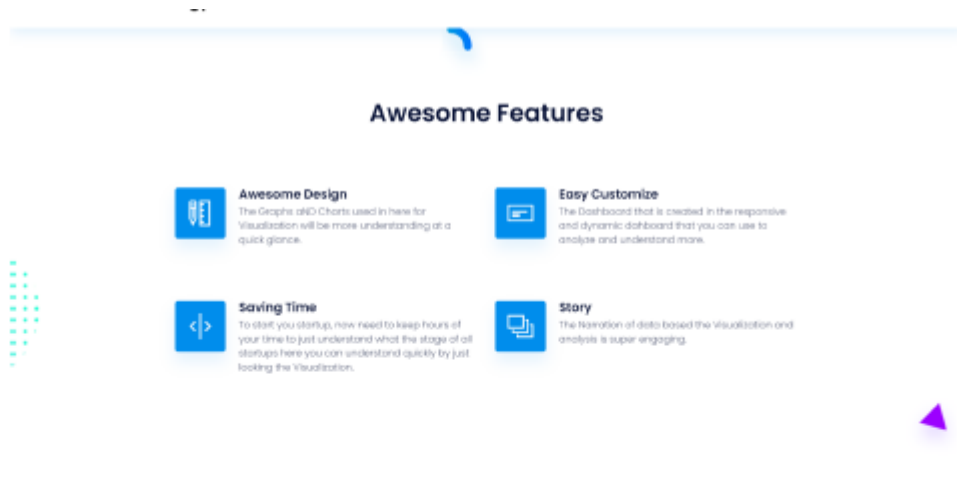 Awesome Features
Awesome Design
The Graphs aND Charts used in here for
Visualization will be more understanding at a
quick glance.
Easy Customize
The Dashboard that is created in the responsive
and dynamic dahboard that you can use to
analyze and understand more.
Saving Time
To start you startup, now need to keep hours of
your time to just understand what the stage of all
startups here you can understand quickly by just
looking the Visualization.
Story
The Narration of data based the Visualization and
analysis is super engaging.